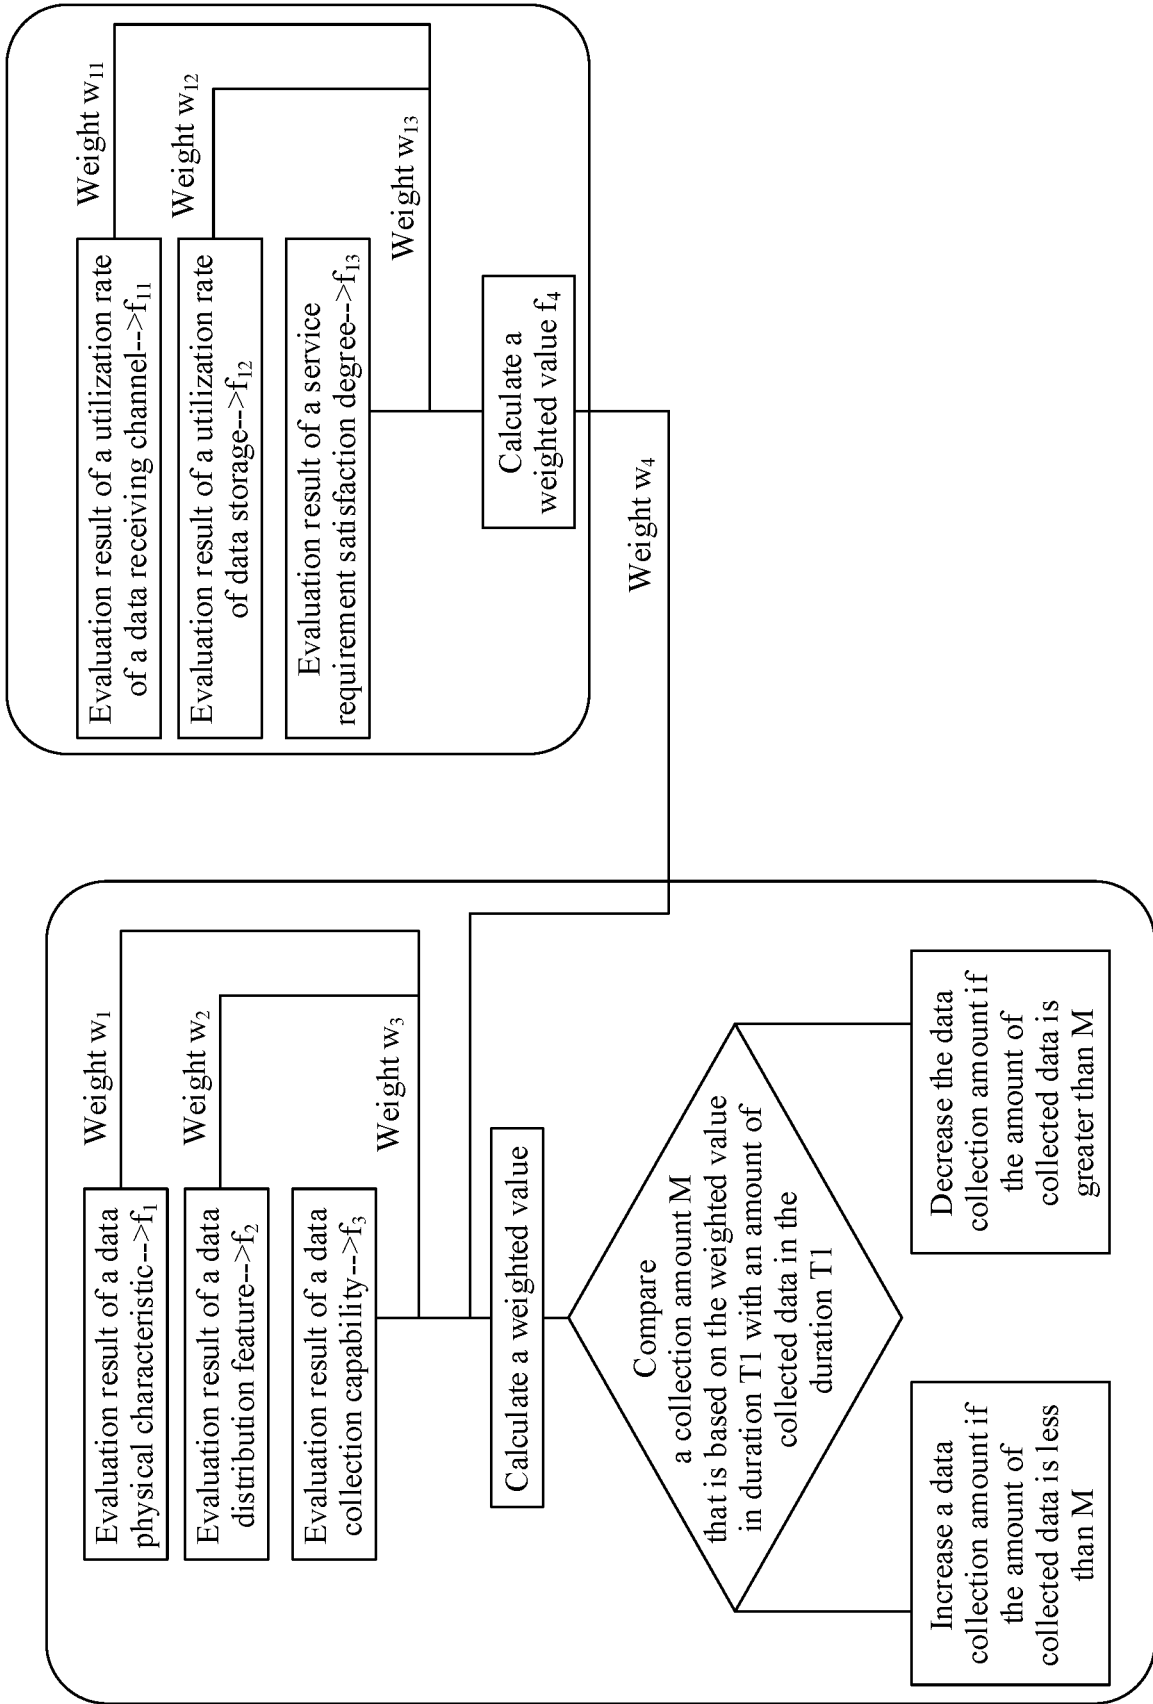 Evaluation result of a data
physical characteristic-->f₁
Weight w₁
Evaluation result of a data
distribution feature-->f₂
Weight w₂
Evaluation result of a data
collection capability-->f₃
Weight w₃
Calculate a weighted value
Compare
a collection amount M
that is based on the weighted value
in duration T1 with an amount of
collected data in the
duration T1
Increase a data
collection amount if
the amount of
collected data is less
than M
Decrease the data
collection amount if
the amount of
collected data is
greater than M
Evaluation result of a utilization rate
of a data receiving channel-->f₁₁
Weight w₁₁
Evaluation result of a utilization rate
of data storage-->f₁₂
Weight w₁₂
Evaluation result of a service
requirement satisfaction degree-->f₁₃
Weight w₁₃
Calculate a
weighted value f₄
Weight w₄